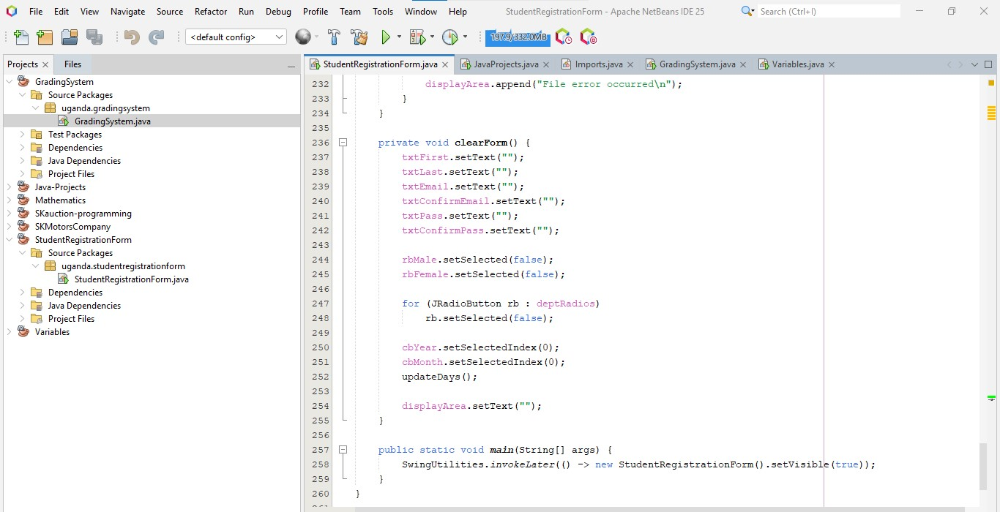 File Edit View Navigate Source Refactor Run Debug Profile Team Tools Window Help StudentRegistrationForm - Apache NetBeans IDE 25 Search (Ctrl+I)
<default config> 197.9/332.0MB
Projects Files
GradingSystem
Source Packages
uganda.gradingsystem
GradingSystem.java
Test Packages
Dependencies
Java Dependencies
Project Files
Java-Projects
Mathematics
SKauction-programming
SKMotorsCompany
StudentRegistrationForm
Source Packages
uganda.studentregistrationform
StudentRegistrationForm.java
Dependencies
Java Dependencies
Project Files
Variables
StudentRegistrationForm.java JavaProjects.java Imports.java GradingSystem.java Variables.java
232 displayArea.append("File error occurred\n");
233 }
234 }
235
236 private void clearForm() {
237 txtFirst.setText("");
238 txtLast.setText("");
239 txtEmail.setText("");
240 txtConfirmEmail.setText("");
241 txtPass.setText("");
242 txtConfirmPass.setText("");
243
244 rbMale.setSelected(false);
245 rbFemale.setSelected(false);
246
247 for (JRadioButton rb : deptRadios)
248 rb.setSelected(false);
249
250 cbYear.setSelectedIndex(0);
251 cbMonth.setSelectedIndex(0);
252 updateDays();
253
254 displayArea.setText("");
255 }
256
257 public static void main(String[] args) {
258 SwingUtilities.invokeLater(() -> new StudentRegistrationForm().setVisible(true));
259 }
260 }